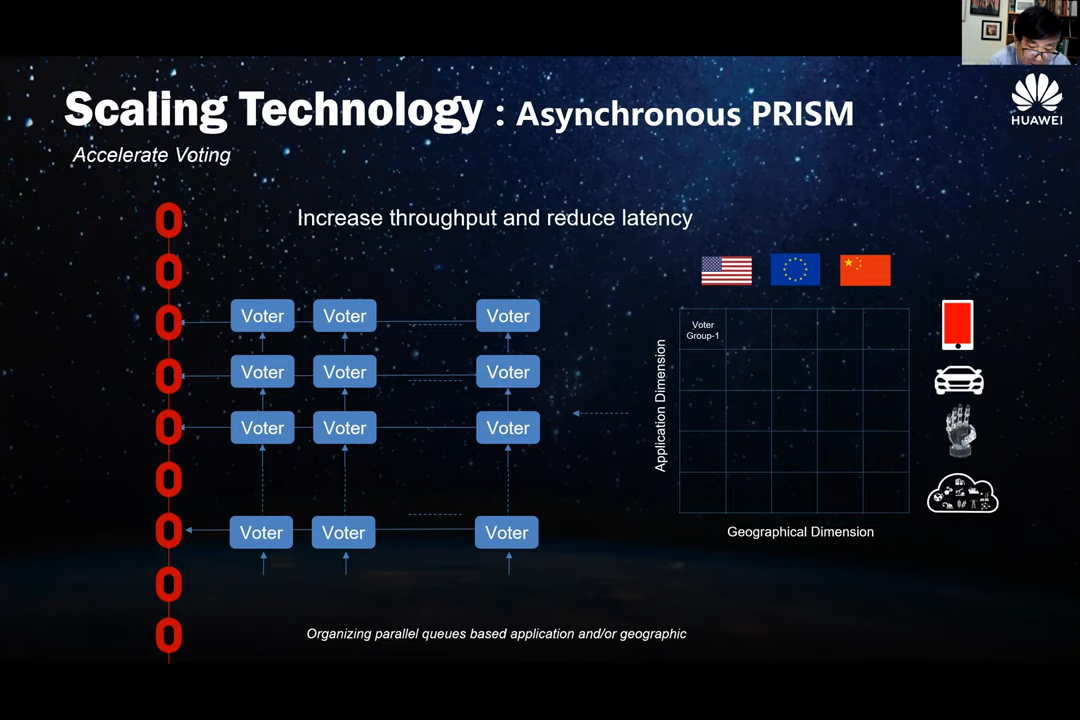 Scaling Technology : Asynchronous PRISM
HUAWEI
Accelerate Voting
Increase throughput and reduce latency
Voter Voter Voter
Voter Voter Voter
Voter Voter Voter
Voter Voter Voter
Voter
Group-1
Application Dimension
Geographical Dimension
Organizing parallel queues based application and/or geographic